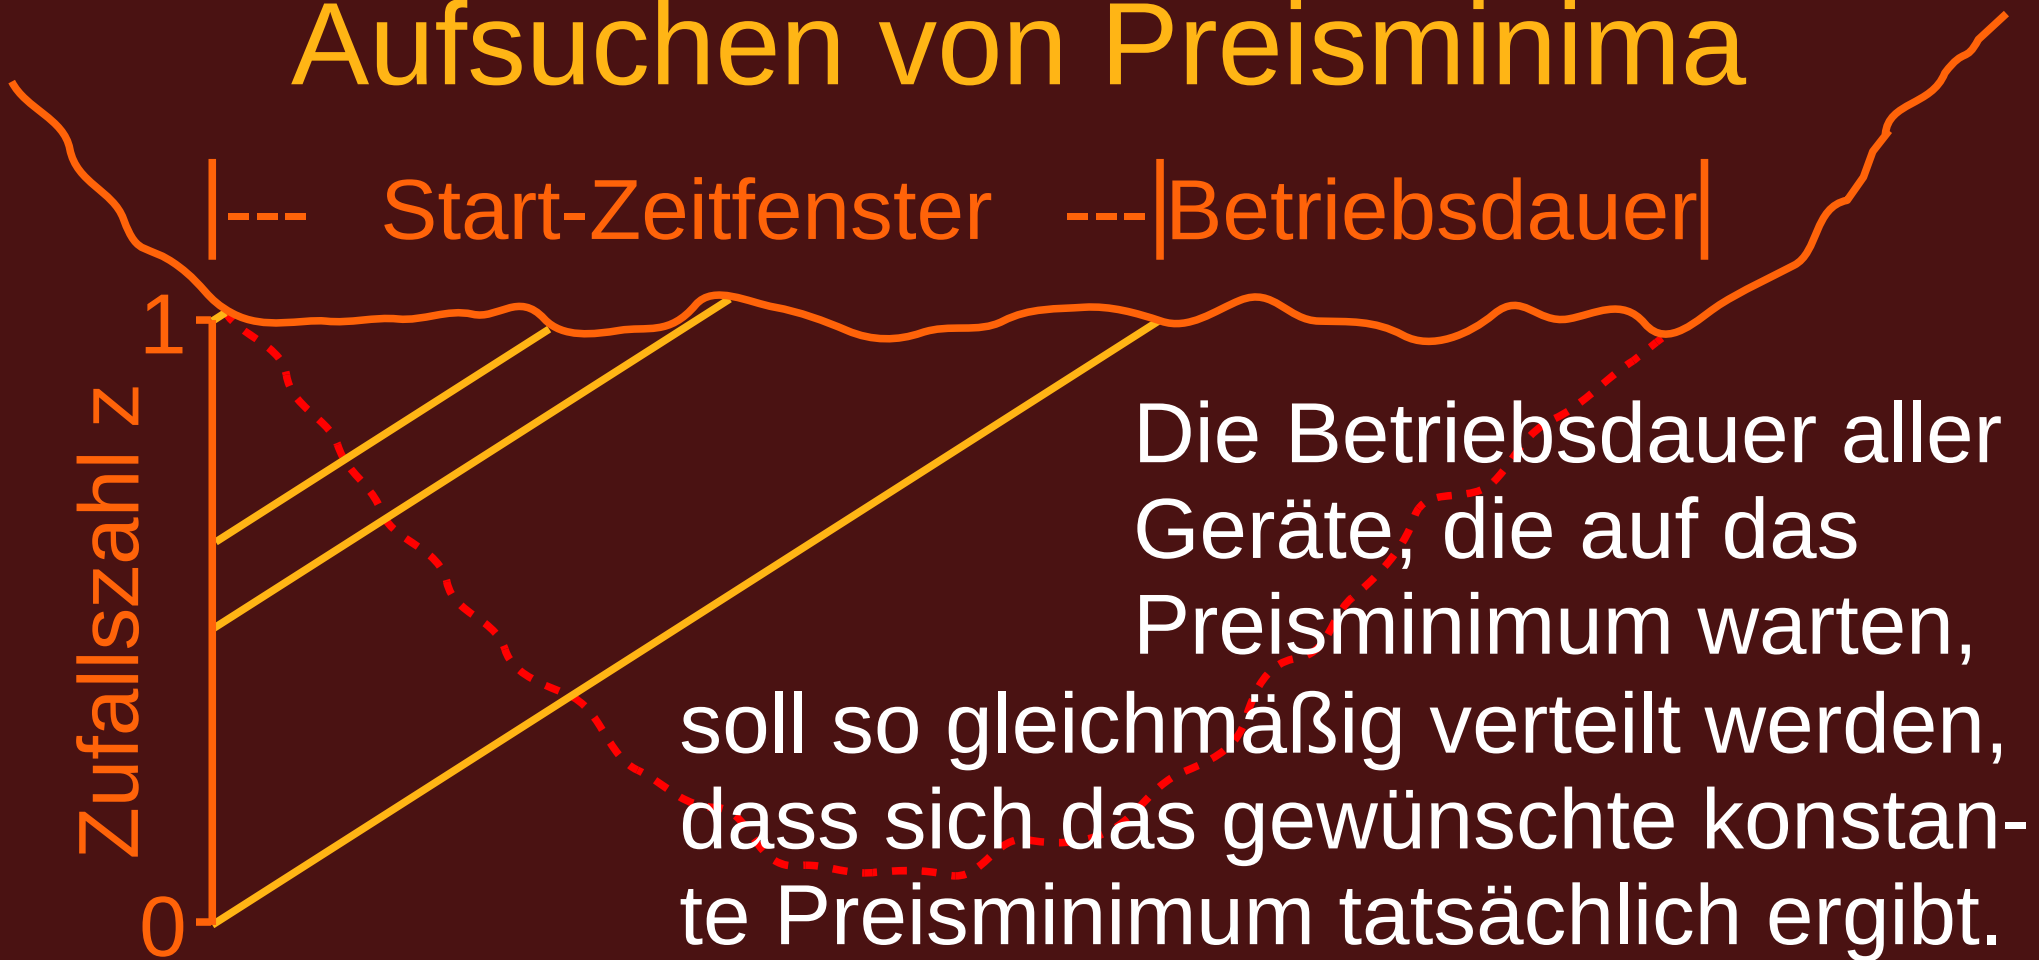 Aufsuchen von Preisminima
|--- Start-Zeitfenster ---|Betriebsdauer|
1
Zufallszahl z
0
Die Betriebsdauer aller
Geräte, die auf das
Preisminimum warten,
soll so gleichmäßig verteilt werden,
dass sich das gewünschte konstan-
te Preisminimum tatsächlich ergibt.